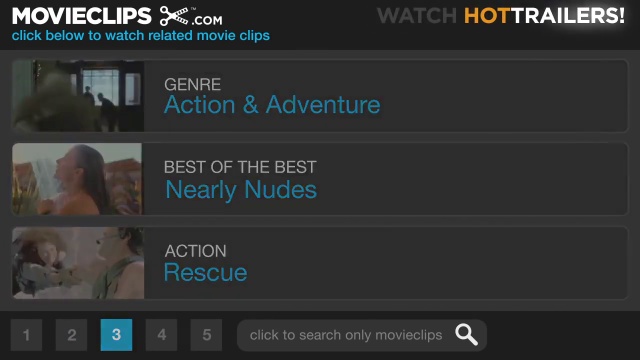 MOVIECLIPS™.COM
WATCH HOTTRAILERS!
click below to watch related movie clips
GENRE
Action & Adventure
BEST OF THE BEST
Nearly Nudes
ACTION
Rescue
1 2 3 4 5 click to search only movieclips